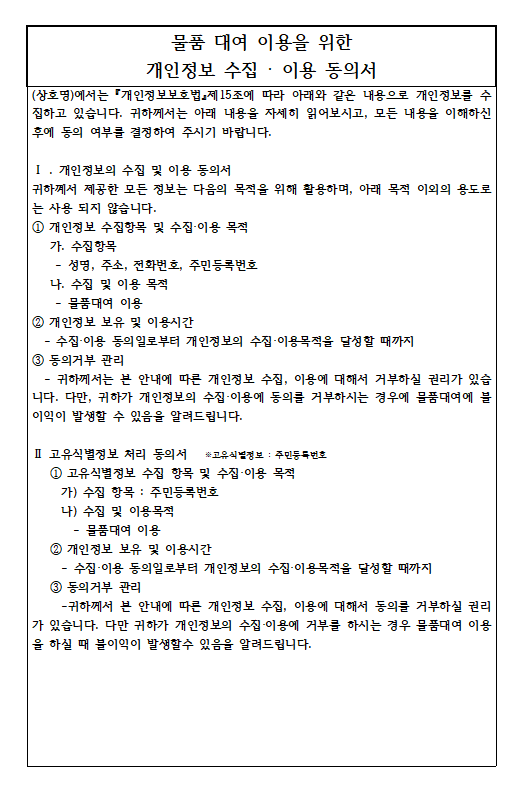 물품 대여 이용을 위한
개인정보 수집 · 이용 동의서
(상호명)에서는 『개인정보보호법』제15조에 따라 아래와 같은 내용으로 개인정보를 수
집하고 있습니다. 귀하께서는 아래 내용을 자세히 읽어보시고, 모든 내용을 이해하신
후에 동의 여부를 결정하여 주시기 바랍니다.
Ⅰ. 개인정보의 수집 및 이용 동의서
귀하께서 제공한 모든 정보는 다음의 목적을 위해 활용하며, 아래 목적 이외의 용도로
는 사용 되지 않습니다.
① 개인정보 수집항목 및 수집·이용 목적
가. 수집항목
- 성명, 주소, 전화번호, 주민등록번호
나. 수집 및 이용 목적
- 물품대여 이용
② 개인정보 보유 및 이용시간
- 수집·이용 동의일로부터 개인정보의 수집·이용목적을 달성할 때까지
③ 동의거부 관리
- 귀하께서는 본 안내에 따른 개인정보 수집, 이용에 대해서 거부하실 권리가 있습
니다. 다만, 귀하가 개인정보의 수집·이용에 동의를 거부하시는 경우에 물품대여에 불
이익이 발생할 수 있음을 알려드립니다.
Ⅱ 고유식별정보 처리 동의서 ※고유식별정보 : 주민등록번호
① 고유식별정보 수집 항목 및 수집·이용 목적
가) 수집 항목 : 주민등록번호
나) 수집 및 이용목적
- 물품대여 이용
② 개인정보 보유 및 이용시간
- 수집·이용 동의일로부터 개인정보의 수집·이용목적을 달성할 때까지
③ 동의거부 관리
-귀하께서 본 안내에 따른 개인정보 수집, 이용에 대해서 동의를 거부하실 권리
가 있습니다. 다만 귀하가 개인정보의 수집·이용에 거부를 하시는 경우 물품대여 이용
을 하실 때 불이익이 발생할수 있음을 알려드립니다.